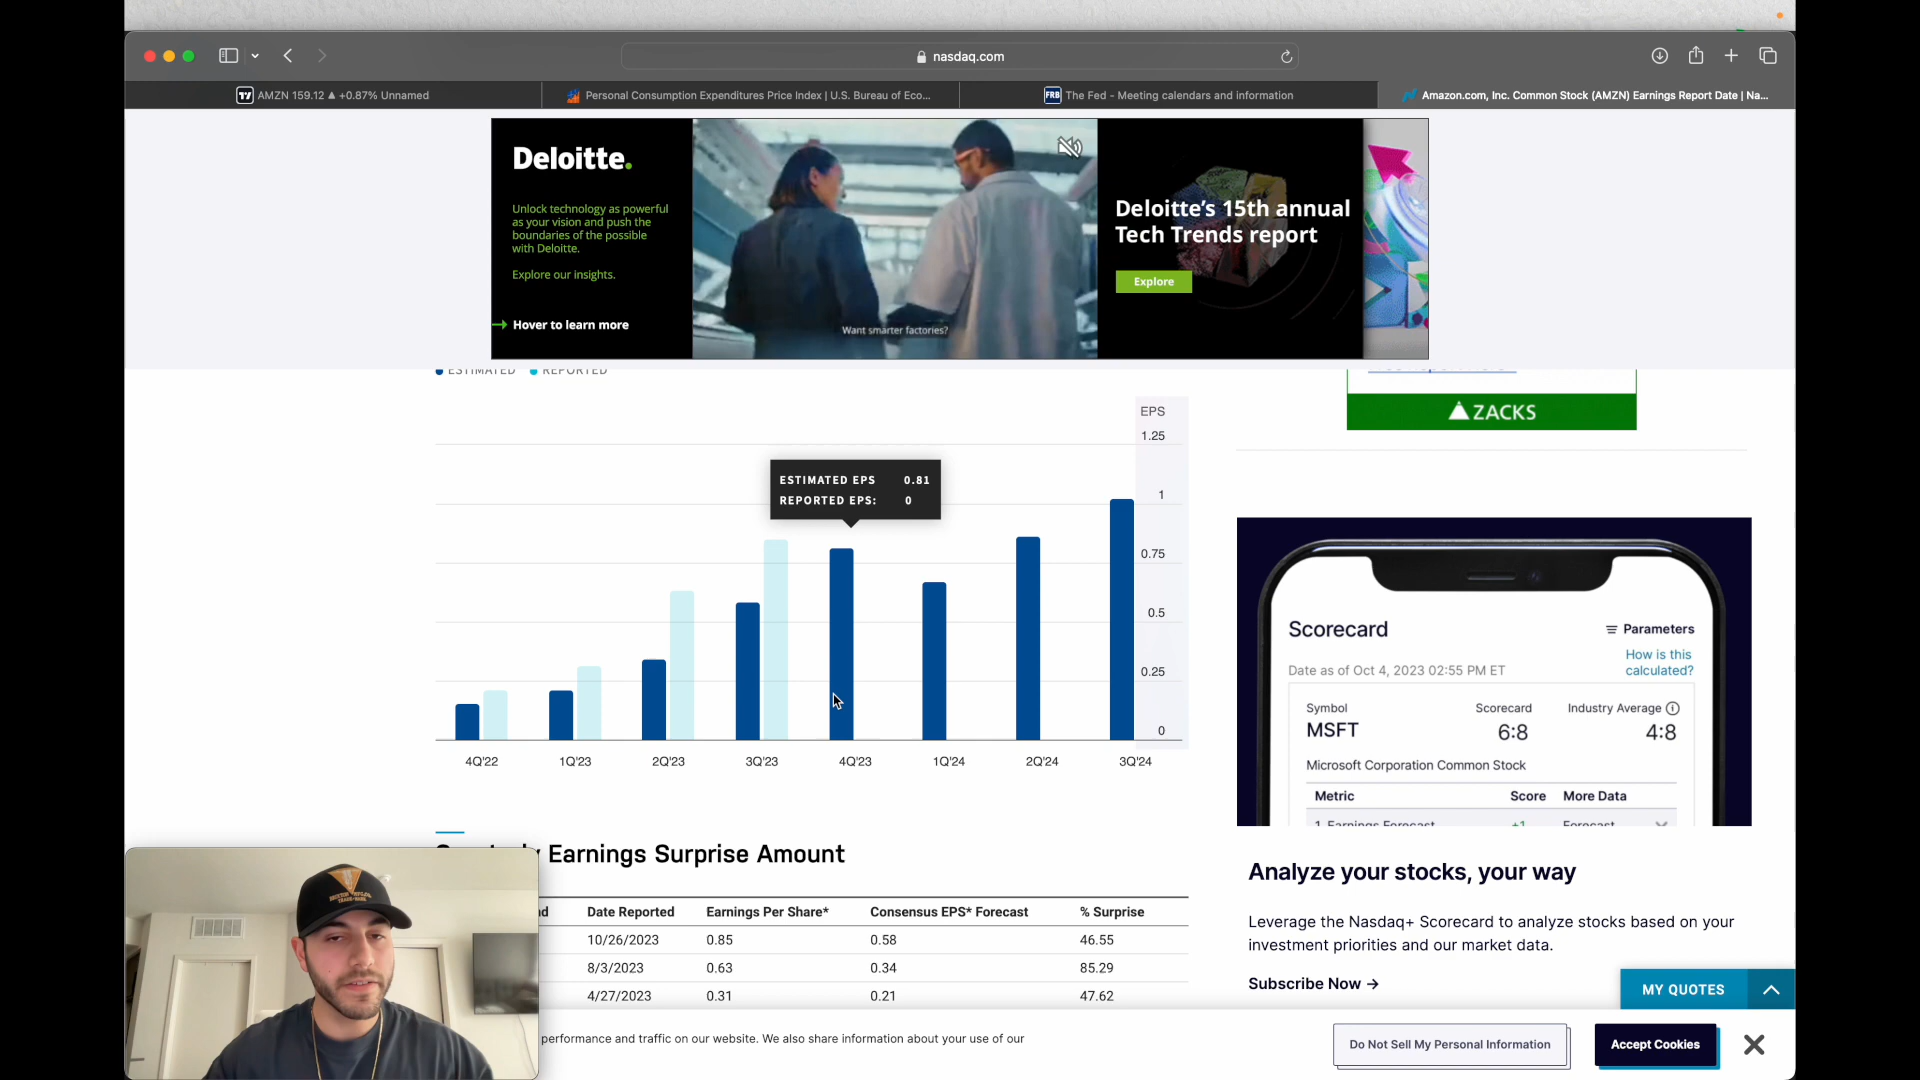 nasdaq.com
AMZN 159.12 ▲ +0.87% Unnamed
Personal Consumption Expenditures Price Index | U.S. Bureau of Eco...
FRB The Fed - Meeting calendars and information
Amazon.com, Inc. Common Stock (AMZN) Earnings Report Date | Na...
Deloitte.
Unlock technology as powerful
as your vision and push the
boundaries of the possible
with Deloitte.
Explore our insights.
Hover to learn more
Want smarter factories?
Deloitte’s 15th annual
Tech Trends report
Explore
ESTIMATED REPORTED
ZACKS
EPS
1.25
1
0.75
0.5
0.25
0
ESTIMATED EPS 0.81
REPORTED EPS: 0
4Q'22 1Q'23 2Q'23 3Q'23 4Q'23 1Q'24 2Q'24 3Q'24
Scorecard
Parameters
How is this
calculated?
Date as of Oct 4, 2023 02:55 PM ET
Symbol Scorecard Industry Average
MSFT 6:8 4:8
Microsoft Corporation Common Stock
Metric Score More Data
1. Earnings Forecast +1 Forecast
Earnings Surprise Amount
Date Reported Earnings Per Share* Consensus EPS* Forecast % Surprise
10/26/2023 0.85 0.58 46.55
8/3/2023 0.63 0.34 85.29
4/27/2023 0.31 0.21 47.62
Analyze your stocks, your way
Leverage the Nasdaq+ Scorecard to analyze stocks based on your
investment priorities and our market data.
Subscribe Now →
MY QUOTES
performance and traffic on our website. We also share information about your use of our
Do Not Sell My Personal Information
Accept Cookies